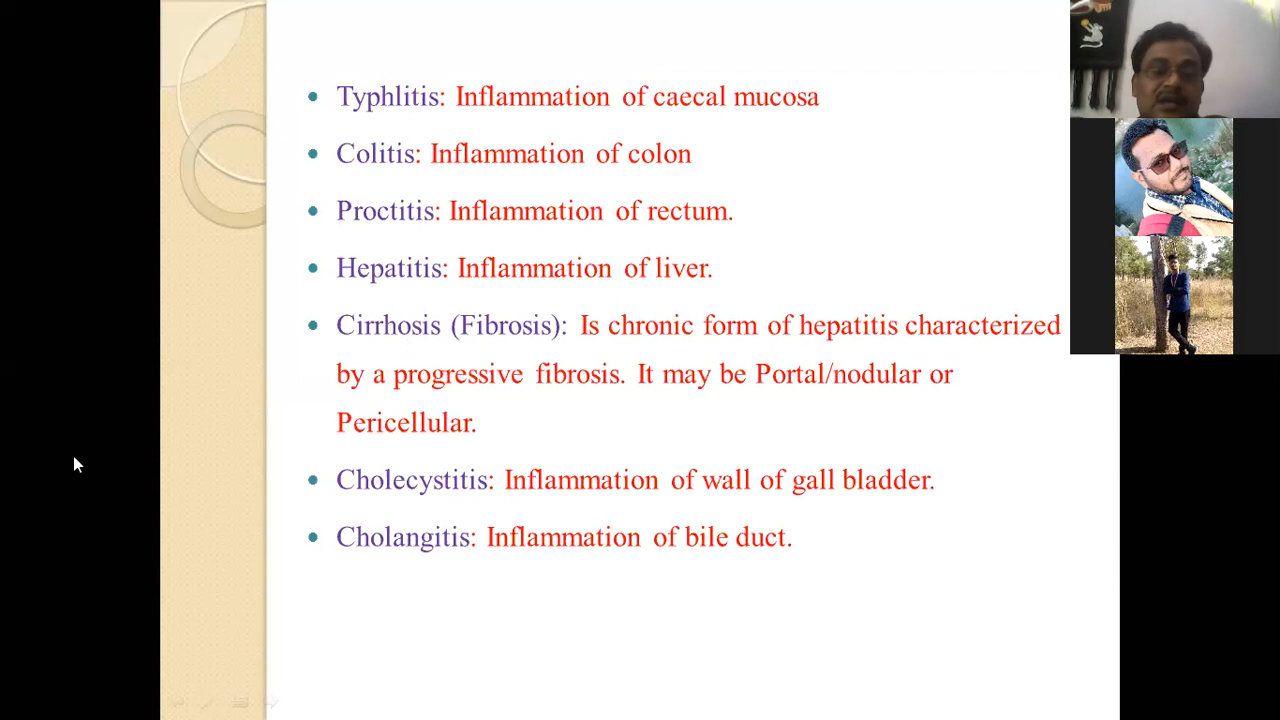 Typhlitis: Inflammation of caecal mucosa
Colitis: Inflammation of colon
Proctitis: Inflammation of rectum.
Hepatitis: Inflammation of liver.
Cirrhosis (Fibrosis): Is chronic form of hepatitis characterized
by a progressive fibrosis. It may be Portal/nodular or
Pericellular.
Cholecystitis: Inflammation of wall of gall bladder.
Cholangitis: Inflammation of bile duct.